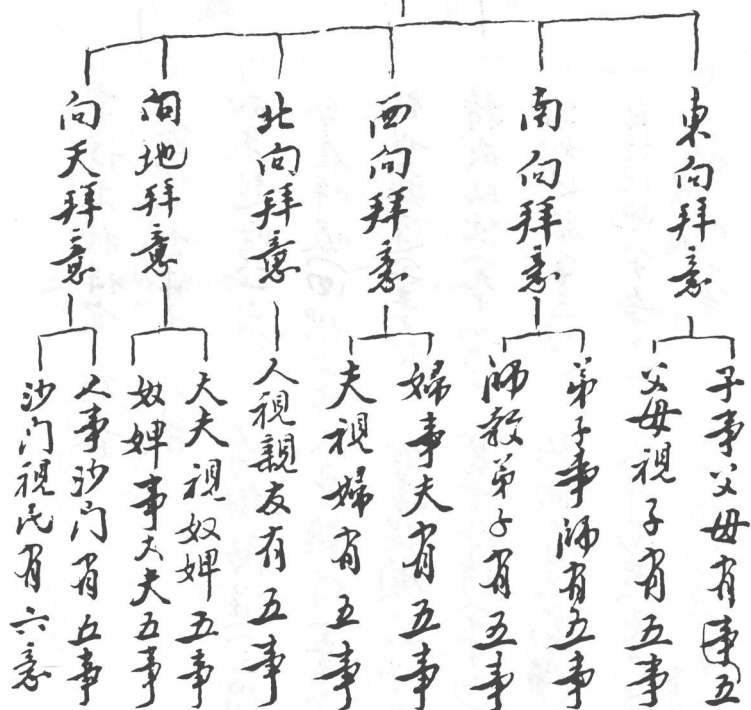 東向拜意
南向拜意
西向拜意
北向拜意
向地拜意
向天拜意
子事父母有事五
父母視子有五事
弟子事師有五事
師教弟子有五事
婦事夫有五事
夫視婦有五事
人視親友有五事
大夫視奴婢五事
奴婢事大夫五事
人事沙门有五事
沙门視民有六意